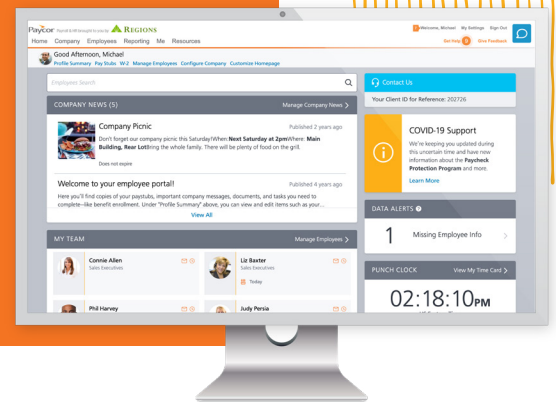 Paycor Payroll & HR brought to you by REGIONS
Welcome, Michael My Settings Sign Out
Home Company Employees Reporting Me Resources
Get help Give Feedback
Good Afternoon, Michael
Profile Summary Pay Stubs W-2 Manage Employees Configure Company Customize Homepage
Employees Search
COMPANY NEWS (5) Manage Company News >
Company Picnic Published 2 years ago
Don't forget our company picnic this Saturday!When:Next Saturday at 2pmWhere: Main
Building, Rear LotBring the whole family. There will be plenty of food on the grill.
Does not expire
Welcome to your employee portal! Published 4 years ago
Here you'll find copies of your paystubs, important company messages, documents, and tasks you need to
complete–like benefit enrollment. Under "Profile Summary" above, you can view and edit items such as your...
View All
MY TEAM Manage Employees >
Connie Allen
Sales Executives
Liz Baxter
Sales Executives
Today
Phil Harvey
Judy Persia
Contact Us
Your Client ID for Reference: 202726
COVID-19 Support
We're keeping you updated during
this uncertain time and have new
information about the Paycheck
Protection Program and more.
Learn More
DATA ALERTS
1 Missing Employee Info >
PUNCH CLOCK View My Time Card >
02:18:10PM